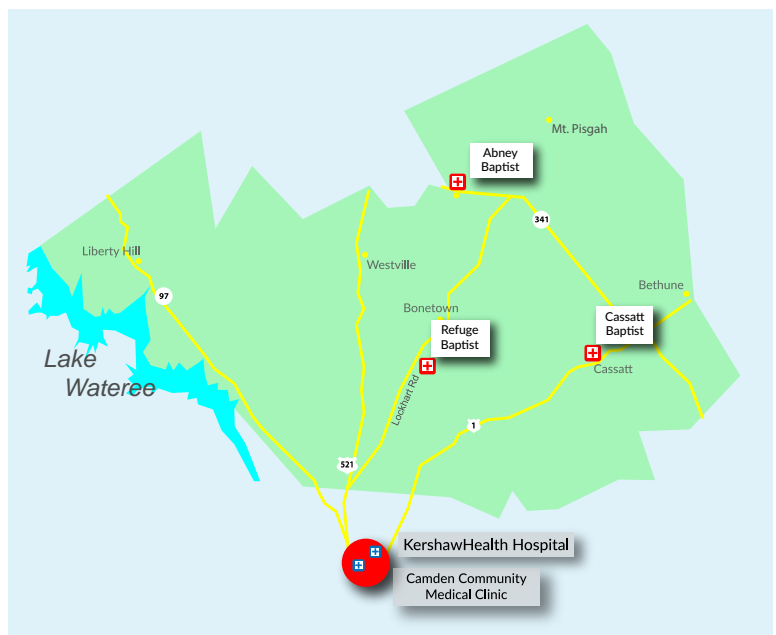 Mt. Pisgah
Abney
Baptist
341
Liberty Hill
Westville
97
Bethune
Bonetown
Refuge
Baptist
Cassatt
Baptist
Lake
Wateree
Cassatt
Lockhart Rd
1
521
KershawHealth Hospital
Camden Community
Medical Clinic